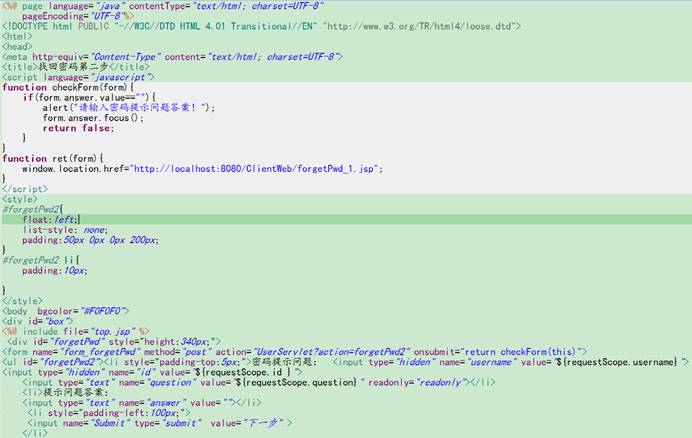 <%@ page language="java" contentType="text/html; charset=UTF-8"
    pageEncoding="UTF-8"%>
<!DOCTYPE html PUBLIC "-//W3C//DTD HTML 4.01 Transitional//EN" "http://www.w3.org/TR/html4/loose.dtd">
<html>
<head>
<meta http-equiv="Content-Type" content="text/html; charset=UTF-8">
<title>找回密码第二步</title>
<script language="javascript">
function checkForm(form){
    if(form.answer.value==""){
        alert("请输入密码提示问题答案!");
        form.answer.focus();
        return false;
    }
}
function ret(form){
    window.location.href="http://localhost:8080/ClientWeb/forgetPwd_1.jsp";
}
</script>
<style>
#forgetPwd2{
    float:left;
    list-style: none;
    padding:50px 0px 0px 200px;
}
#forgetPwd2 li{
    padding:10px;
}
</style>
<body  bgcolor="#F0F0F0">
<div id="box">
<%@ include file="top.jsp" %>
 <div id="forgetPwd" style="height:340px;">
<form name="form_forgetPwd" method="post" action="UserServlet?action=forgetPwd2" onsubmit="return checkForm(this)">
<ul id="forgetPwd2"><li style="padding-top:5px;">密码提示问题:   <input type="hidden" name="username" value="${requestScope.username}">
<input type="hidden" name="id" value="${requestScope.id }">
    <input type="text" name="question" value="${requestScope.question}" readonly="readonly"></li>
    <li>提示问题答案:
    <input type="text" name="answer" value=""></li>
     <li style="padding-left:100px;">
     <input name="Submit" type="submit"  value="下一步" >
    </li>